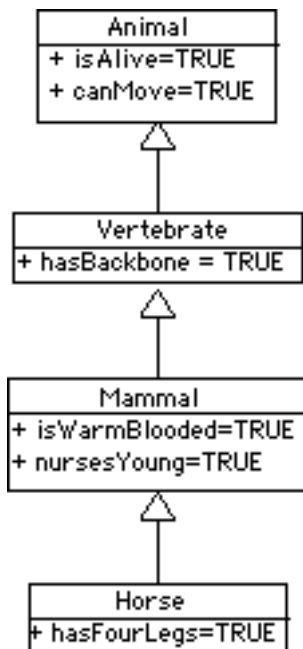 Animal
+ isAlive=TRUE
+ canMove=TRUE
Vertebrate
+ hasBackbone = TRUE
Mammal
+ isWarmBlooded=TRUE
+ nursesYoung=TRUE
Horse
+ hasFourLegs=TRUE